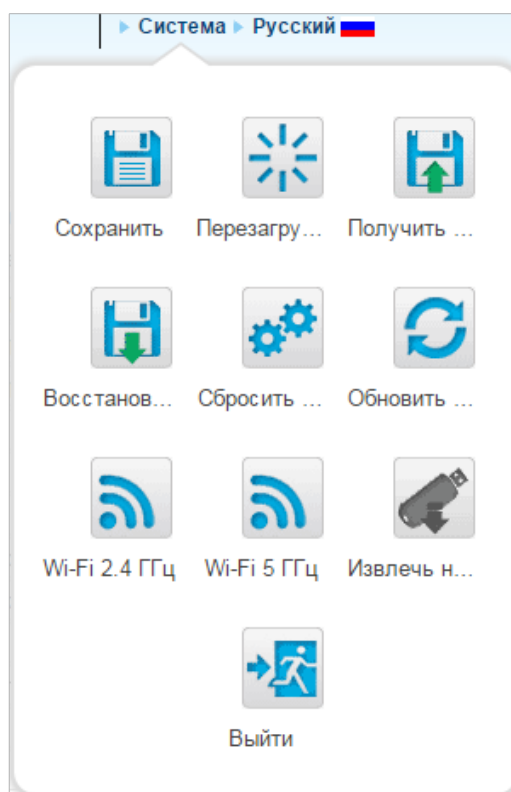 Система Русский
Сохранить Перезагру... Получить ...
Восстанов... Сбросить ... Обновить ...
Wi-Fi 2.4 ГГц Wi-Fi 5 ГГц Извлечь н...
Выйти